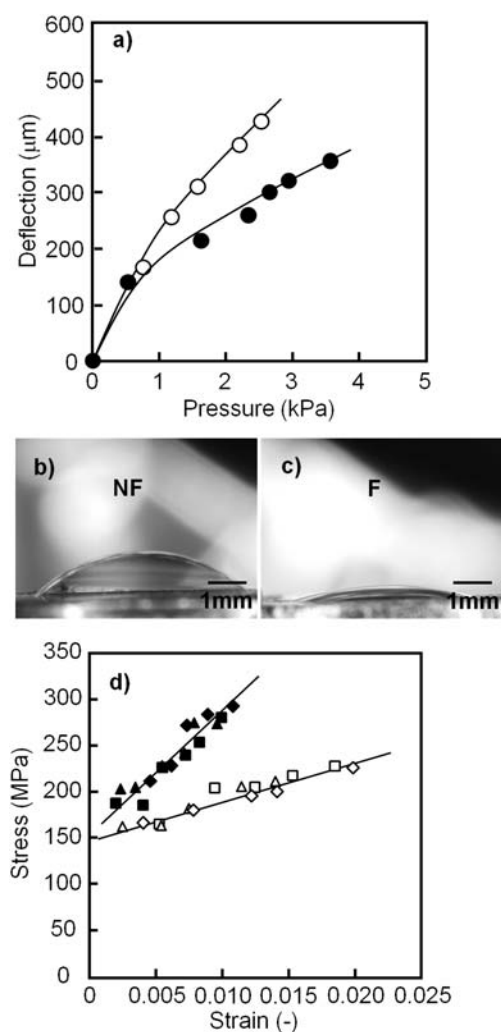 a)
600
500
400
300
200
100
0
Deflection (µm)
0 1 2 3 4 5
Pressure (kPa)
b)
NF
1mm
c)
F
1mm
d)
350
300
250
200
150
100
50
0
Stress (MPa)
0 0.005 0.010 0.015 0.020 0.025
Strain (-)